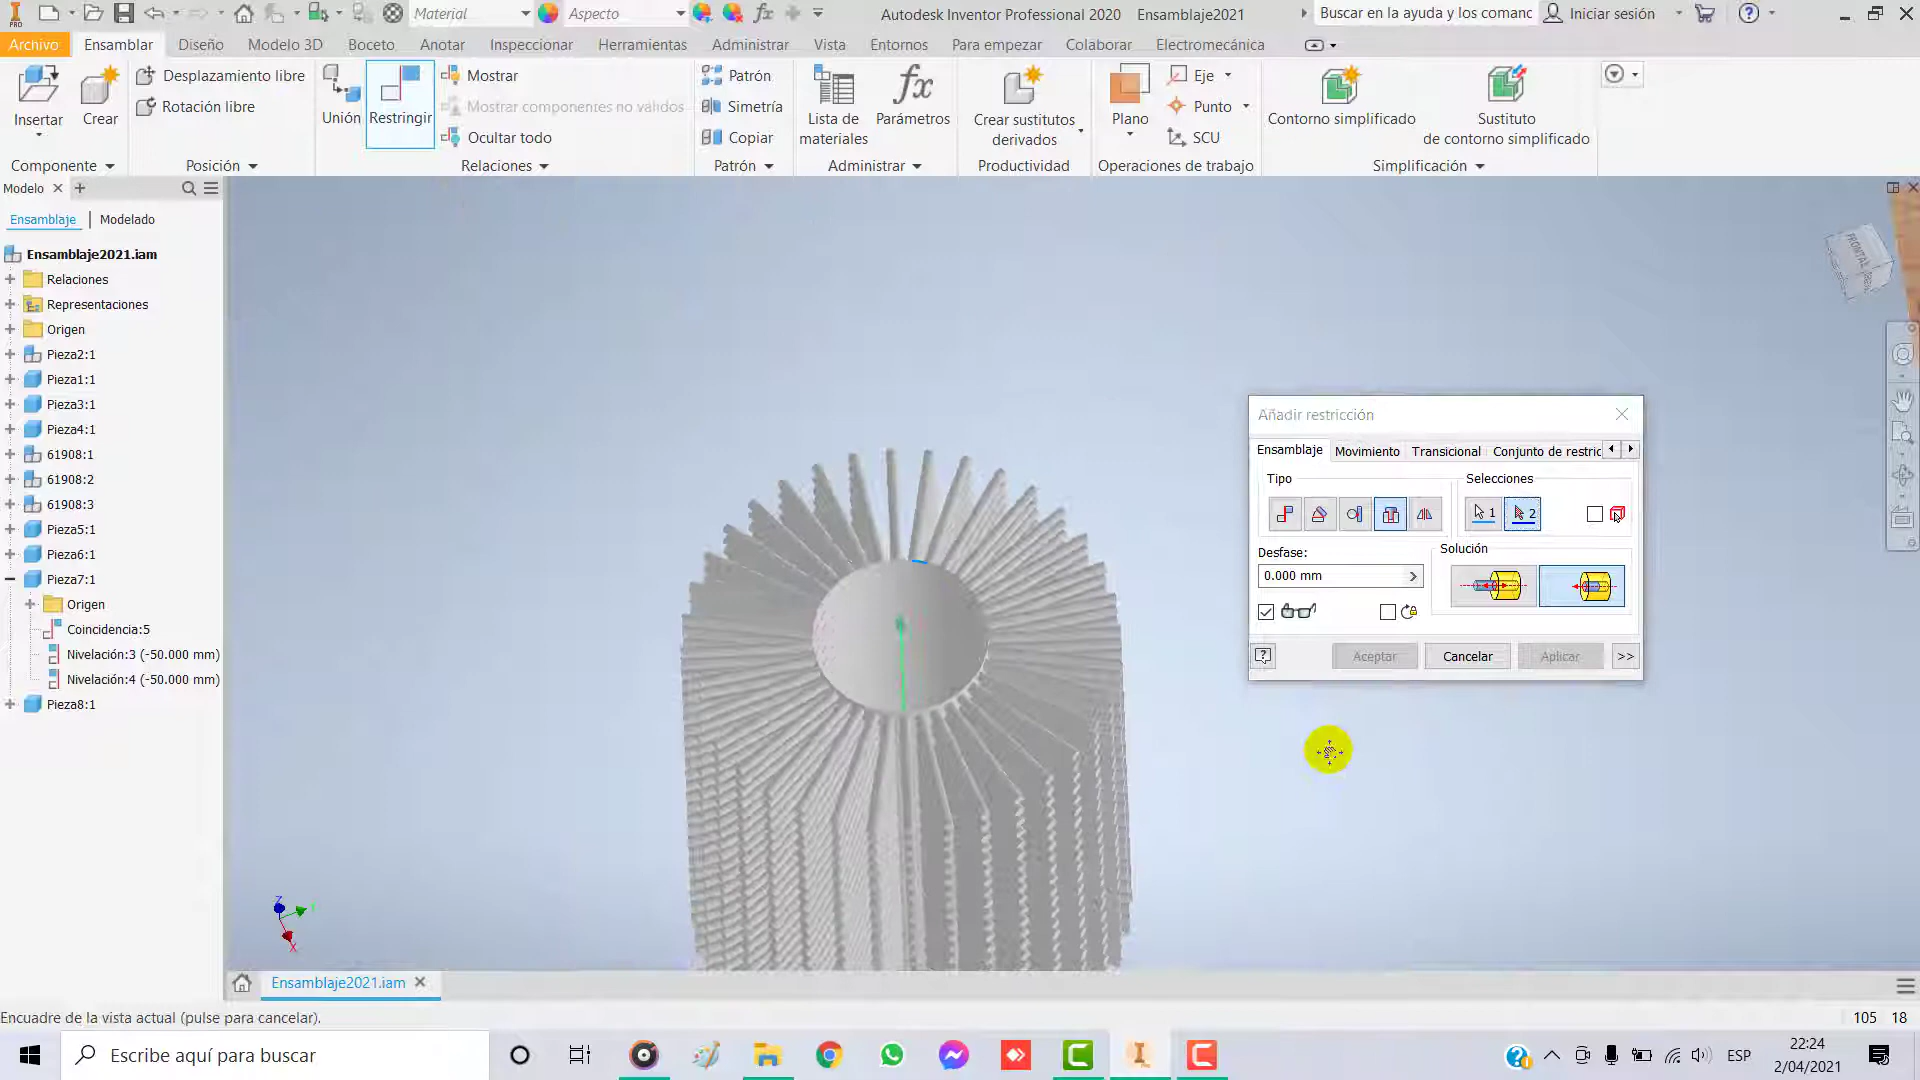 PRO
Material
Aspecto
fx
Autodesk Inventor Professional 2020 Ensamblaje2021
Buscar en la ayuda y los comanc
Iniciar sesión
Archivo Ensamblar Diseño Modelo 3D Boceto Anotar Inspeccionar Herramientas Administrar Vista Entornos Para empezar Colaborar Electromecánica
Insertar
Crear
Desplazamiento libre
Rotación libre
Unión
Restringir
Mostrar
Mostrar componentes no válidos
Ocultar todo
Patrón
Simetría
Copiar
Lista de
materiales
fx
Parámetros
Crear sustitutos
derivados
Plano
Eje
Punto
SCU
Contorno simplificado
Sustituto
de contorno simplificado
Componente Posición Relaciones Patrón Administrar Productividad Operaciones de trabajo Simplificación
Modelo
Ensamblaje Modelado
Ensamblaje2021.iam
Relaciones
Representaciones
Origen
Pieza2:1
Pieza1:1
Pieza3:1
Pieza4:1
61908:1
61908:2
61908:3
Pieza5:1
Pieza6:1
Pieza7:1
Origen
Coincidencia:5
Nivelación:3 (-50.000 mm)
Nivelación:4 (-50.000 mm)
Pieza8:1
FRONTAL
Añadir restricción
Ensamblaje Movimiento Transicional Conjunto de restric
Tipo
Selecciones
1
2
Desfase:
0.000 mm
Solución
Aceptar
Cancelar
Aplicar
>>
Z
Y
X
Ensamblaje2021.iam
Encuadre de la vista actual (pulse para cancelar).
105 18
Escribe aquí para buscar
ESP
22:24
2/04/2021